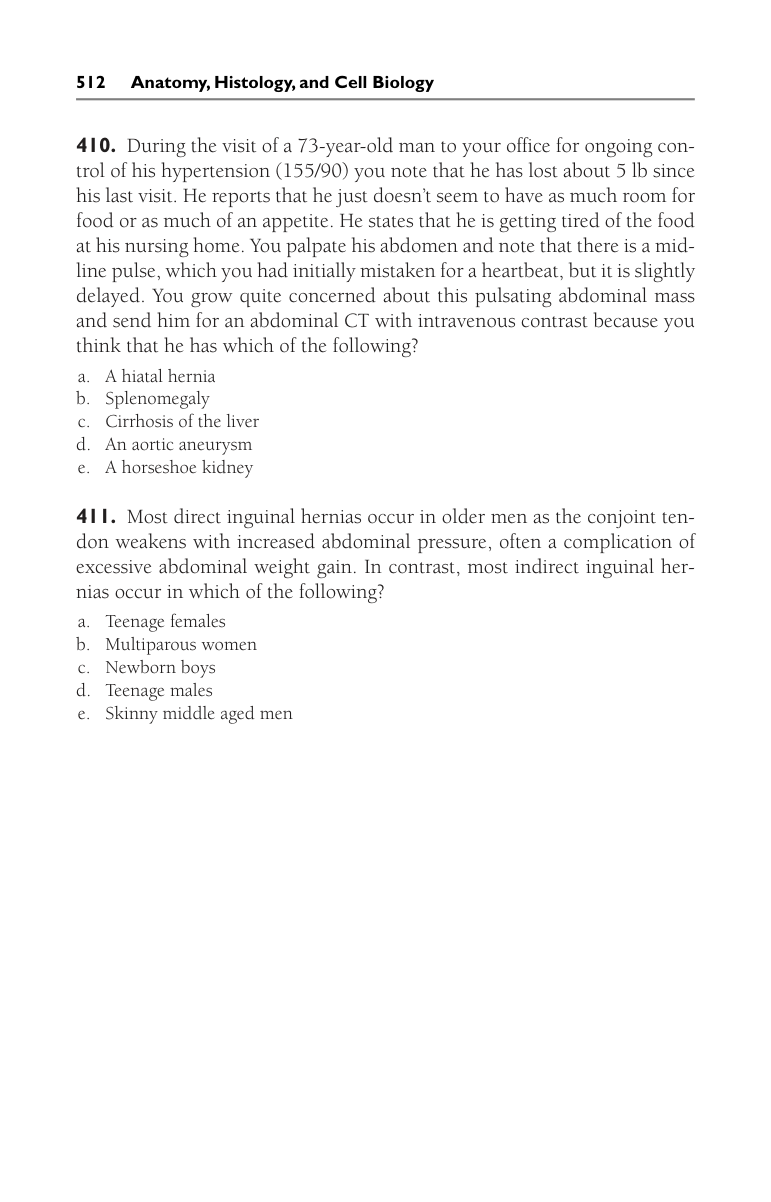 512 Anatomy, Histology, and Cell Biology
410. During the visit of a 73-year-old man to your office for ongoing con-
trol of his hypertension (155/90) you note that he has lost about 5 lb since
his last visit. He reports that he just doesn't seem to have as much room for
food or as much of an appetite. He states that he is getting tired of the food
at his nursing home. You palpate his abdomen and note that there is a mid-
line pulse, which you had initially mistaken for a heartbeat, but it is slightly
delayed. You grow quite concerned about this pulsating abdominal mass
and send him for an abdominal CT with intravenous contrast because you
think that he has which of the following?
a. A hiatal hernia
b. Splenomegaly
c. Cirrhosis of the liver
d. An aortic aneurysm
e. A horseshoe kidney
411. Most direct inguinal hernias occur in older men as the conjoint ten-
don weakens with increased abdominal pressure, often a complication of
excessive abdominal weight gain. In contrast, most indirect inguinal her-
nias occur in which of the following?
a. Teenage females
b. Multiparous women
c. Newborn boys
d. Teenage males
e. Skinny middle aged men